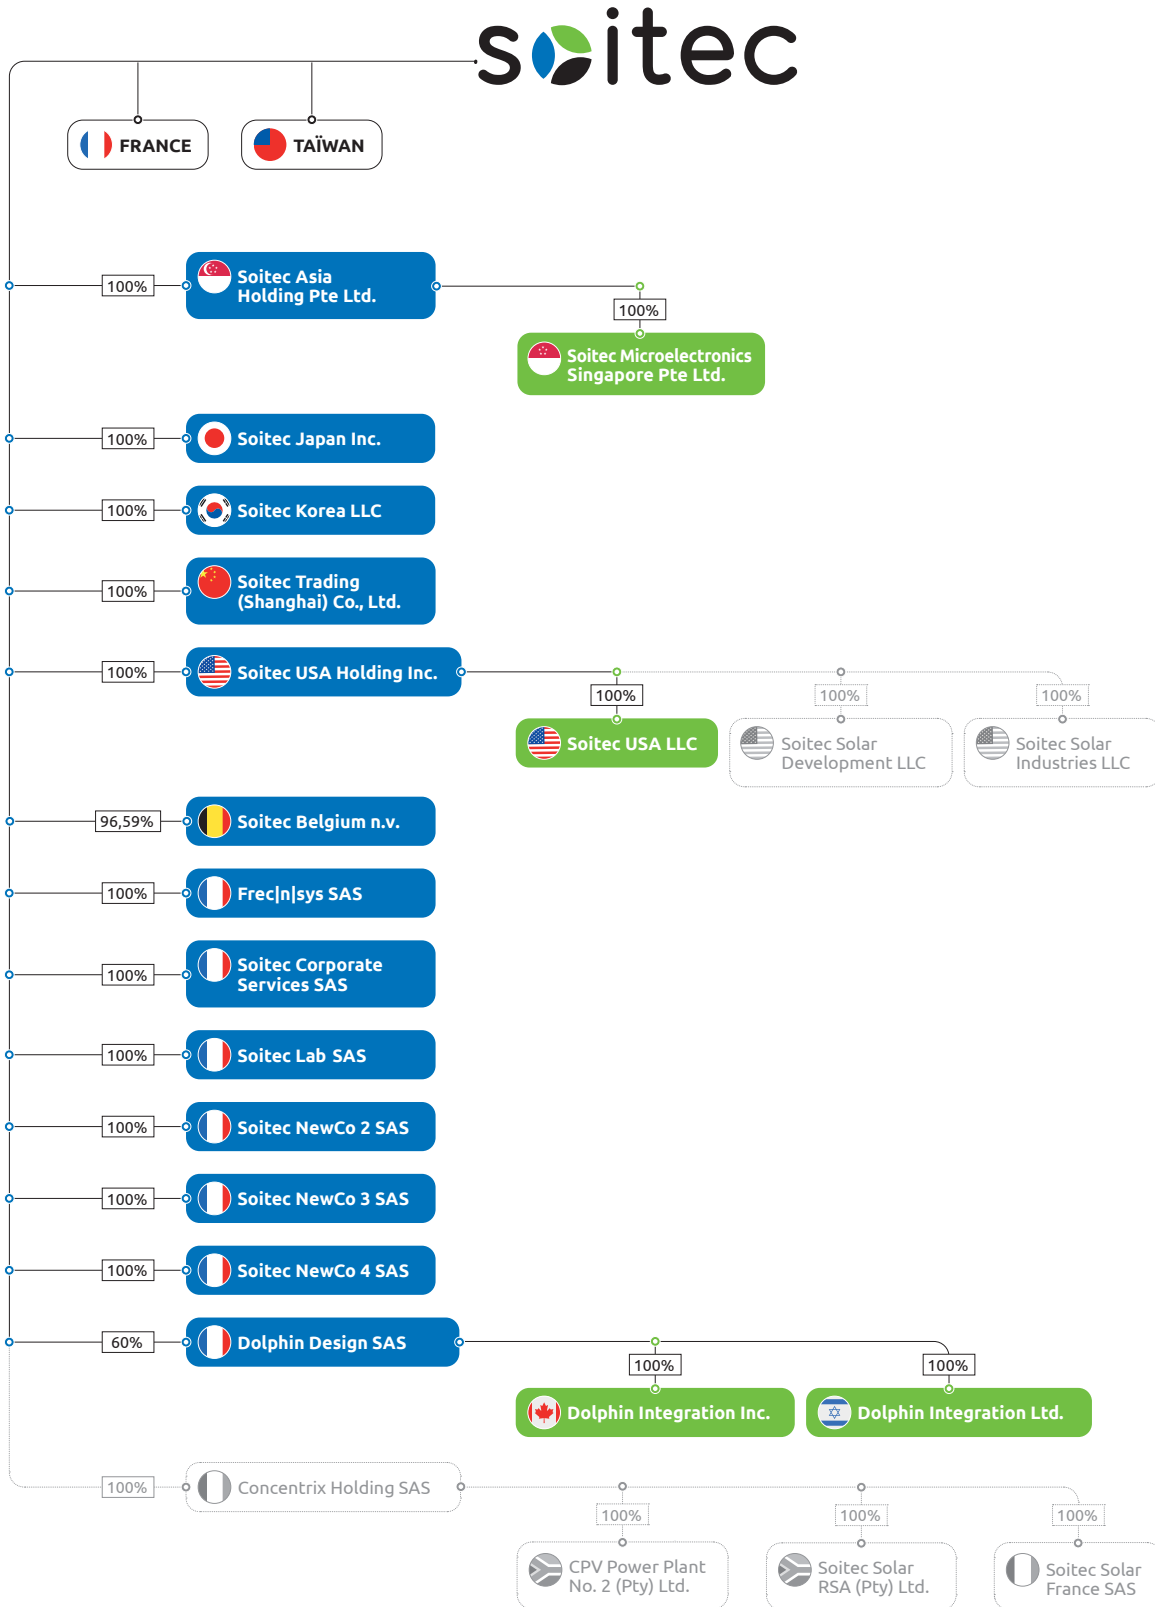 soitec
FRANCE
TAÏWAN
100%
Soitec Asia
Holding Pte Ltd.
100%
Soitec Microelectronics
Singapore Pte Ltd.
100%
Soitec Japan Inc.
100%
Soitec Korea LLC
100%
Soitec Trading
(Shanghai) Co., Ltd.
100%
Soitec USA Holding Inc.
100%
100%
100%
Soitec USA LLC
Soitec Solar
Development LLC
Soitec Solar
Industries LLC
96,59%
Soitec Belgium n.v.
100%
Frec|n|sys SAS
100%
Soitec Corporate
Services SAS
100%
Soitec Lab SAS
100%
Soitec NewCo 2 SAS
100%
Soitec NewCo 3 SAS
100%
Soitec NewCo 4 SAS
60%
Dolphin Design SAS
100%
100%
Dolphin Integration Inc.
Dolphin Integration Ltd.
100%
Concentrix Holding SAS
100%
100%
100%
CPV Power Plant
No. 2 (Pty) Ltd.
Soitec Solar
RSA (Pty) Ltd.
Soitec Solar
France SAS